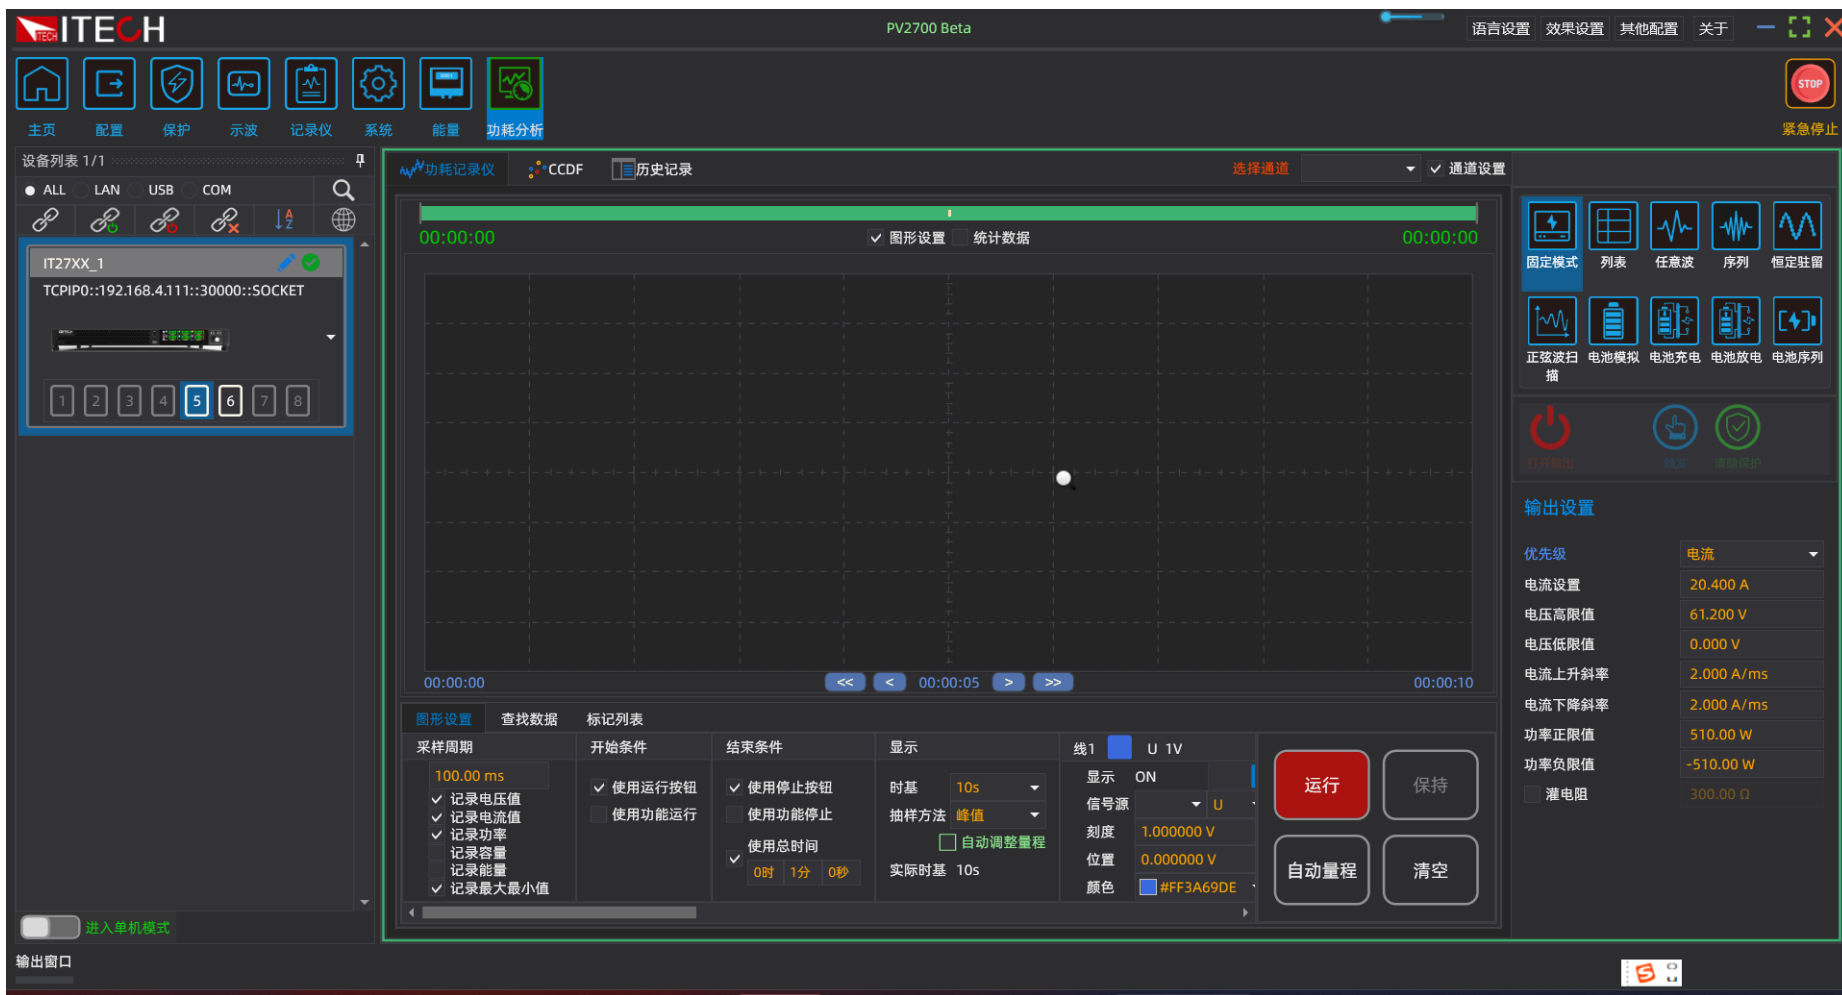 ITECH
PV2700 Beta
语言设置 效果设置 其他配置 关于
主页 配置 保护 示波 记录仪 系统 能量 功耗分析
STOP
紧急停止
设备列表 1/1
ALL LAN USB COM
IT27XX_1
TCPIP0::192.168.4.111::30000::SOCKET
1 2 3 4 5 6 7 8
进入单机模式
输出窗口
功耗记录仪 CCDF 历史记录
选择通道 通道设置
00:00:00 图形设置 统计数据 00:00:00
00:00:00 << < 00:00:05 > >> 00:00:10
图形设置 查找数据 标记列表
采样周期
100.00 ms
记录电压值
记录电流值
记录功率
记录容量
记录能量
记录最大最小值
开始条件
使用运行按钮
使用功能运行
结束条件
使用停止按钮
使用功能停止
使用总时间
0时 1分 0秒
显示
时基 10s
抽样方法 峰值
自动调整量程
实际时基 10s
线1 U 1V
显示 ON
信号源 U
刻度 1.000000 V
位置 0.000000 V
颜色 #FF3A69DE
运行 保持
自动量程 清空
固定模式 列表 任意波 序列 恒定驻留
正弦波扫描 电池模拟 电池充电 电池放电 电池序列
打开输出 触发 清除保护
输出设置
优先级 电流
电流设置 20.400 A
电压高限值 61.200 V
电压低限值 0.000 V
电流上升斜率 2.000 A/ms
电流下降斜率 2.000 A/ms
功率正限值 510.00 W
功率负限值 -510.00 W
灌电阻 300.00 Ω